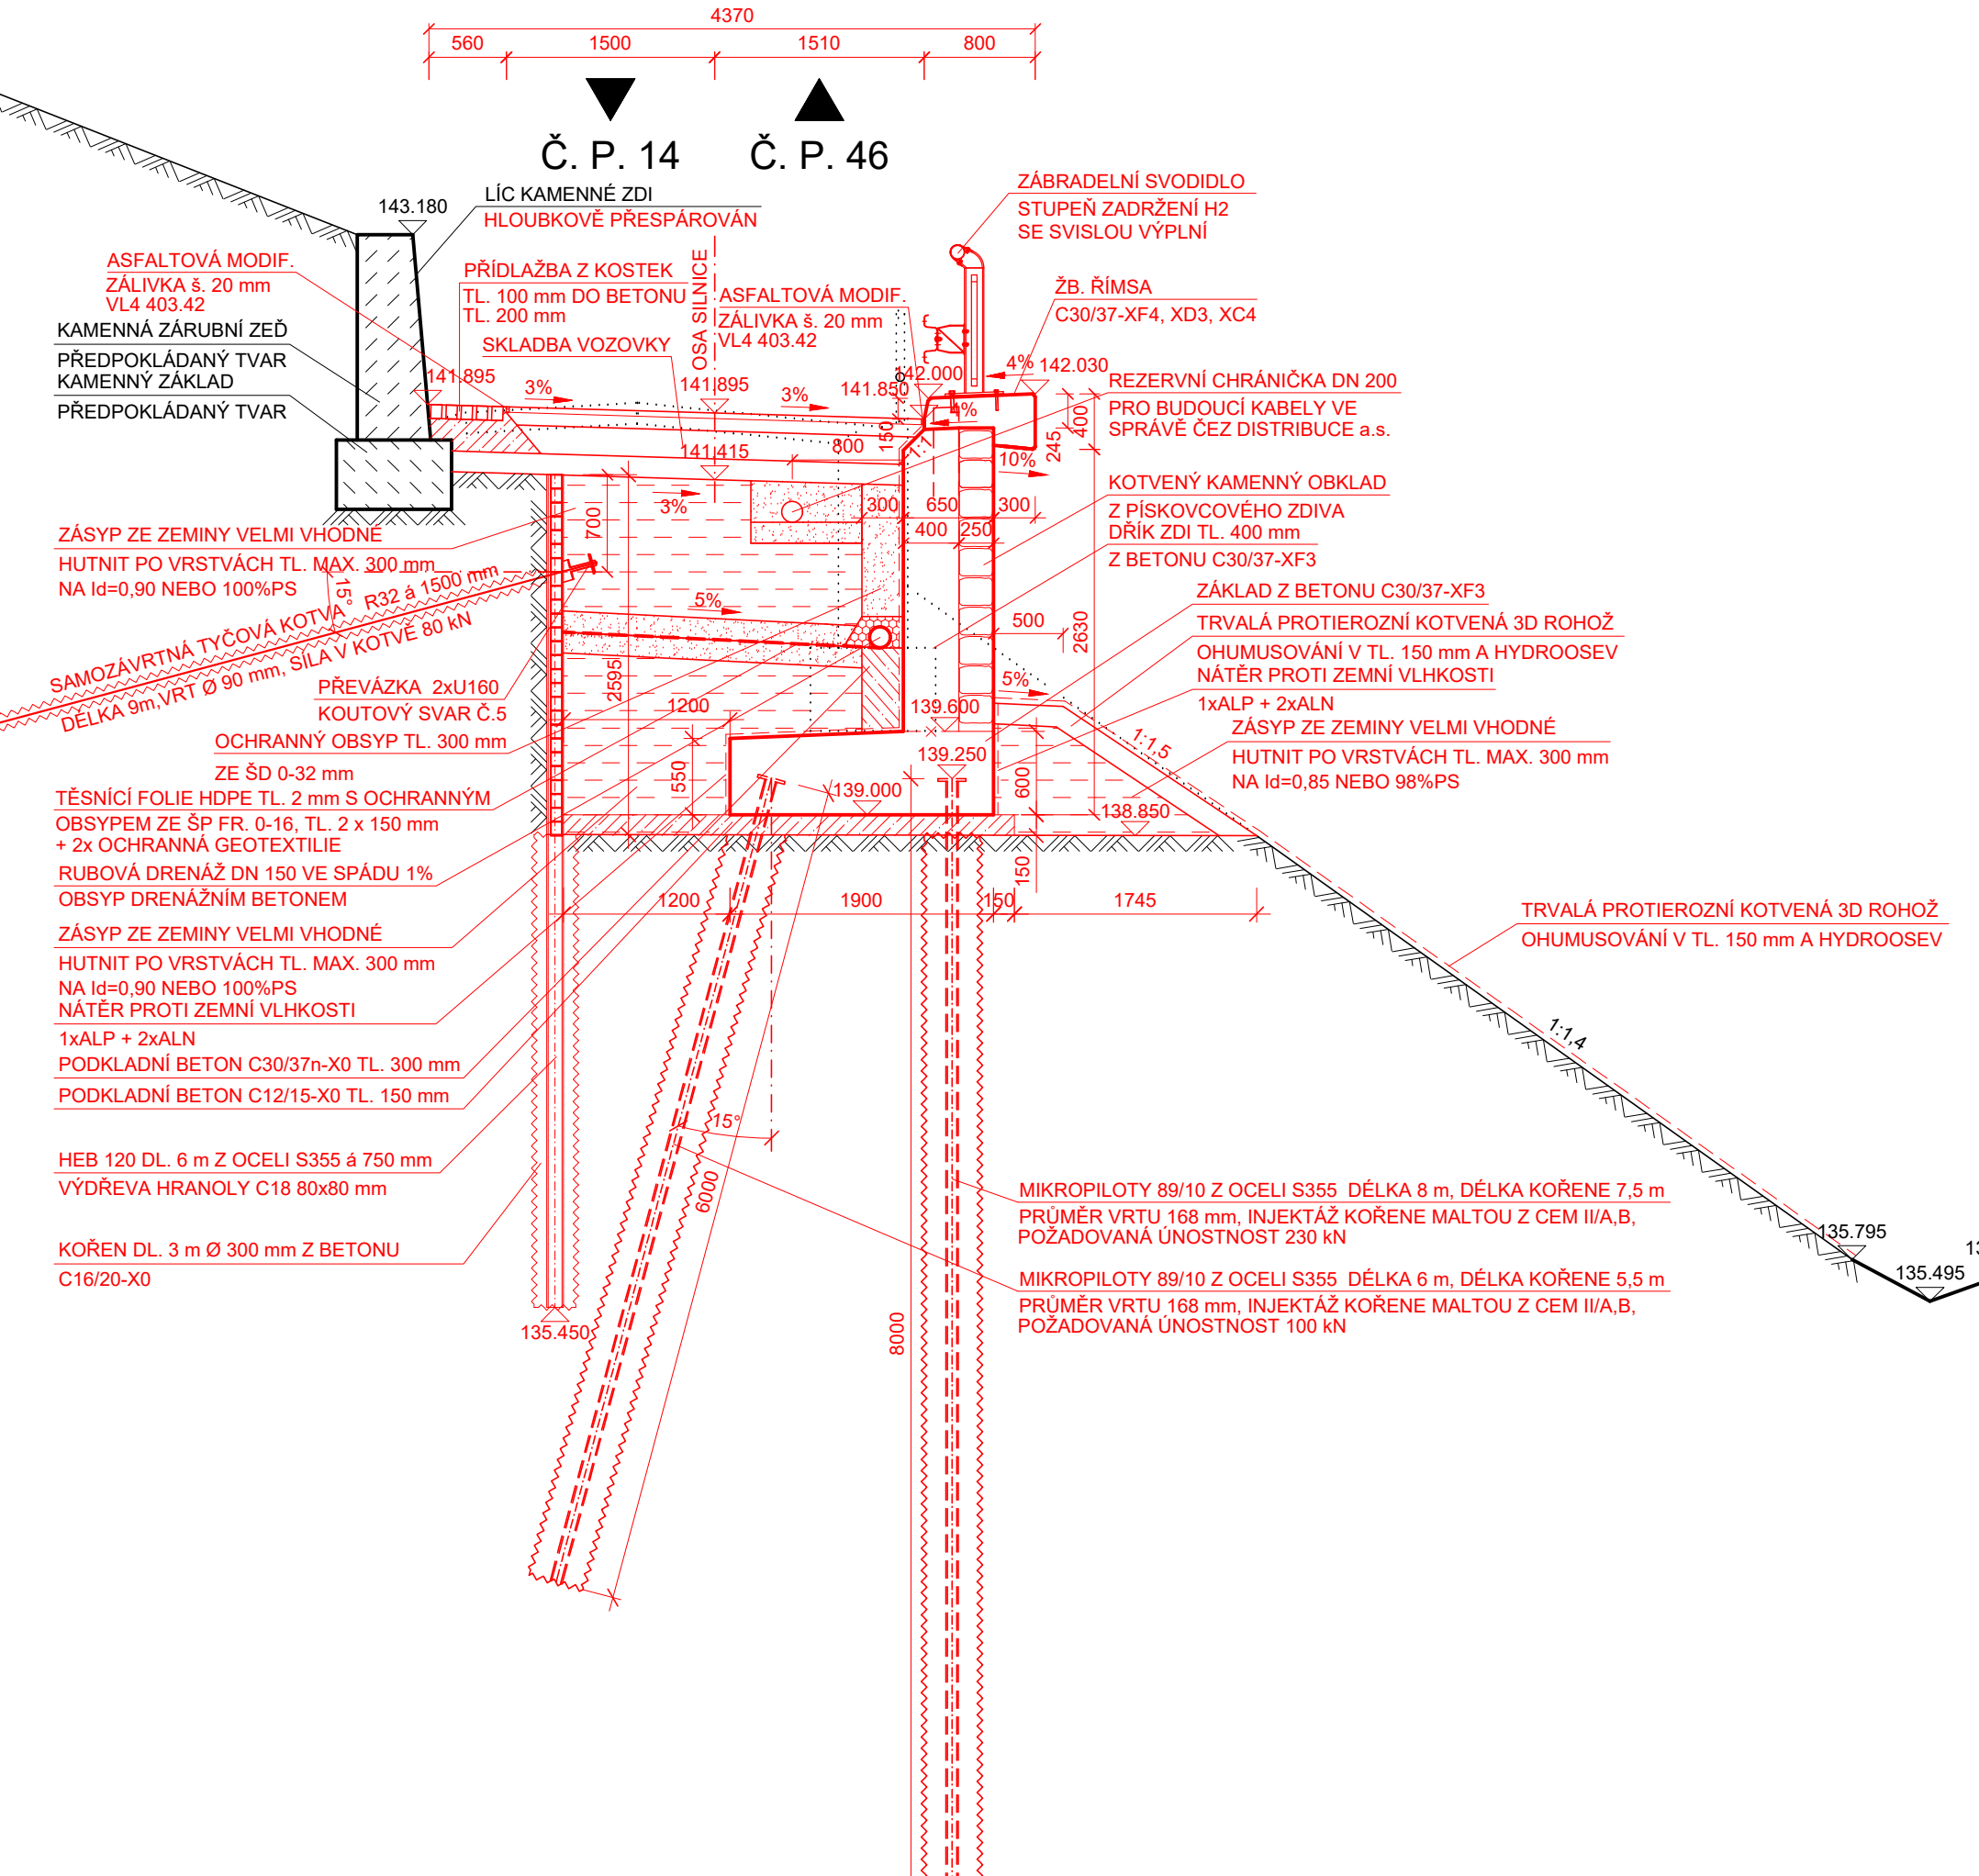 4370
560
1500
1510
800
Č. P. 14
Č. P. 46
LÍC KAMENNÉ ZDI
HLOUBKOVĚ PŘESPÁROVÁN
143.180
ZÁBRADELNÍ SVODIDLO
STUPEŇ ZADRŽENÍ H2
SE SVISLOU VÝPLNÍ
ASFALTOVÁ MODIF.
ZÁLIVKA š. 20 mm
VL4 403.42
PŘÍDLAŽBA Z KOSTEK
TL. 100 mm DO BETONU
TL. 200 mm
OSA SILNICE
ASFALTOVÁ MODIF.
ZÁLIVKA š. 20 mm
VL4 403.42
ŽB. ŘÍMSA
C30/37-XF4, XD3, XC4
KAMENNÁ ZÁRUBNÍ ZEĎ
PŘEDPOKLÁDANÝ TVAR
KAMENNÝ ZÁKLAD
PŘEDPOKLÁDANÝ TVAR
SKLADBA VOZOVKY
141.895
3%
141.895
3%
141.850
142.000
4%
142.030
4%
REZERVNÍ CHRÁNIČKA DN 200
PRO BUDOUCÍ KABELY VE
SPRÁVĚ ČEZ DISTRIBUCE a.s.
150
800
1:1
245
400
141.415
3%
10%
KOTVENÝ KAMENNÝ OBKLAD
Z PÍSKOVCOVÉHO ZDIVA
DŘÍK ZDI TL. 400 mm
Z BETONU C30/37-XF3
300
650
300
400
250
700
ZÁSYP ZE ZEMINY VELMI VHODNÉ
HUTNIT PO VRSTVÁCH TL. MAX. 300 mm
NA Id=0,90 NEBO 100%PS
15°
SAMOZÁVRTNÁ TYČOVÁ KOTVA R32 á 1500 mm
DÉLKA 9m,VRT Ø 90 mm, SÍLA V KOTVĚ 80 kN
5%
ZÁKLAD Z BETONU C30/37-XF3
TRVALÁ PROTIEROZNÍ KOTVENÁ 3D ROHOŽ
OHUMUSOVÁNÍ V TL. 150 mm A HYDROOSEV
NÁTĚR PROTI ZEMNÍ VLHKOSTI
1xALP + 2xALN
ZÁSYP ZE ZEMINY VELMI VHODNÉ
HUTNIT PO VRSTVÁCH TL. MAX. 300 mm
NA Id=0,85 NEBO 98%PS
500
2630
5%
1:1,5
2595
1200
PŘEVÁZKA 2xU160
KOUTOVÝ SVAR Č.5
139.600
139.250
139.000
550
600
138.850
150
OCHRANNÝ OBSYP TL. 300 mm
ZE ŠD 0-32 mm
TĚSNÍCÍ FOLIE HDPE TL. 2 mm S OCHRANNÝM
OBSYPEM ZE ŠP FR. 0-16, TL. 2 x 150 mm
+ 2x OCHRANNÁ GEOTEXTILIE
RUBOVÁ DRENÁŽ DN 150 VE SPÁDU 1%
OBSYP DRENÁŽNÍM BETONEM
1200
1900
150
1745
ZÁSYP ZE ZEMINY VELMI VHODNÉ
HUTNIT PO VRSTVÁCH TL. MAX. 300 mm
NA Id=0,90 NEBO 100%PS
NÁTĚR PROTI ZEMNÍ VLHKOSTI
1xALP + 2xALN
PODKLADNÍ BETON C30/37n-X0 TL. 300 mm
PODKLADNÍ BETON C12/15-X0 TL. 150 mm
TRVALÁ PROTIEROZNÍ KOTVENÁ 3D ROHOŽ
OHUMUSOVÁNÍ V TL. 150 mm A HYDROOSEV
1:1,4
15°
6000
HEB 120 DL. 6 m Z OCELI S355 á 750 mm
VÝDŘEVA HRANOLY C18 80x80 mm
KOŘEN DL. 3 m Ø 300 mm Z BETONU
C16/20-X0
135.450
8000
MIKROPILOTY 89/10 Z OCELI S355 DÉLKA 8 m, DÉLKA KOŘENE 7,5 m
PRŮMĚR VRTU 168 mm, INJEKTÁŽ KOŘENE MALTOU Z CEM II/A,B,
POŽADOVANÁ ÚNOSTNOST 230 kN
MIKROPILOTY 89/10 Z OCELI S355 DÉLKA 6 m, DÉLKA KOŘENE 5,5 m
PRŮMĚR VRTU 168 mm, INJEKTÁŽ KOŘENE MALTOU Z CEM II/A,B,
POŽADOVANÁ ÚNOSTNOST 100 kN
135.795
135.495